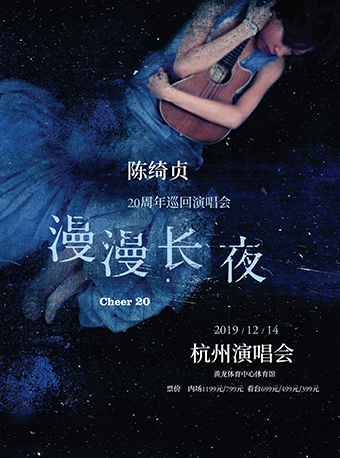 陈绮贞
20周年巡回演唱会
漫漫长夜
Cheer 20
2019 / 12 / 14
杭州演唱会
黄龙体育中心体育馆
票价 内场1199元/799元 看台699元/499元/399元